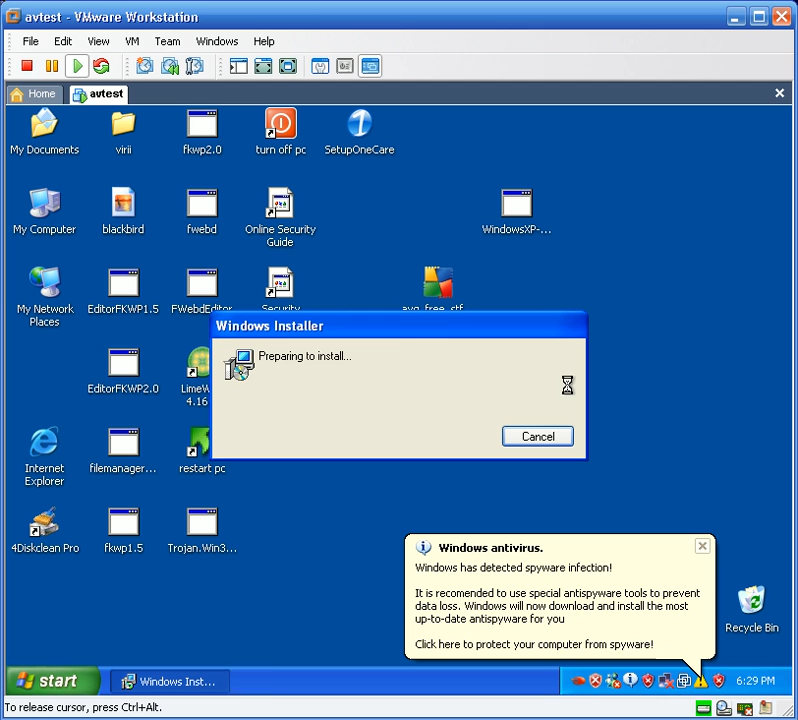 avtest - VMware Workstation
File Edit View VM Team Windows Help
Home avtest
My Documents virii fkwp2.0 turn off pc SetupOneCare
My Computer blackbird fwebd Online Security WindowsXP-...
Guide
My Network EditorFKWP1.5 FWebdEditor Security avg_free_stf
Places
Windows Installer
Preparing to install...
Cancel
EditorFKWP2.0 LimeW
4.16
Internet filemanager... restart pc
Explorer
4Diskclean Pro fkwp1.5 Trojan.Win3...
Windows antivirus.
Windows has detected spyware infection!
It is recomended to use special antispyware tools to prevent
data loss. Windows will now download and install the most
up-to-date antispyware for you
Click here to protect your computer from spyware!
Recycle Bin
start Windows Inst... 6:29 PM
To release cursor, press Ctrl+Alt.